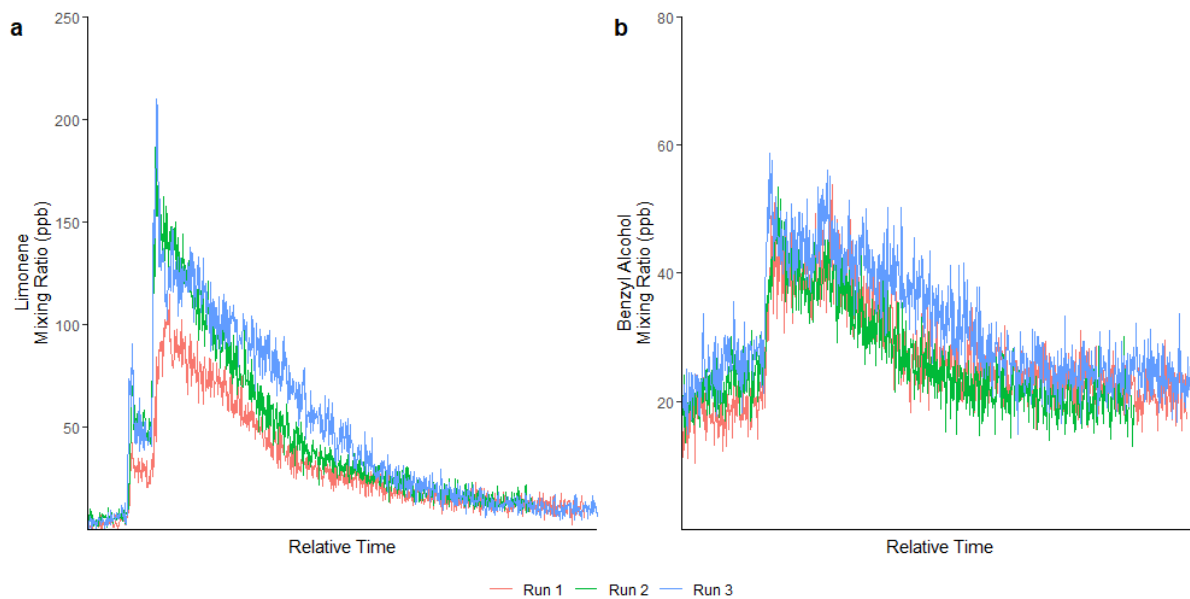 a
250
200
150
100
50
Limonene
Mixing Ratio (ppb)
Relative Time
b
80
60
40
20
Benzyl Alcohol
Mixing Ratio (ppb)
Relative Time
Run 1 Run 2 Run 3